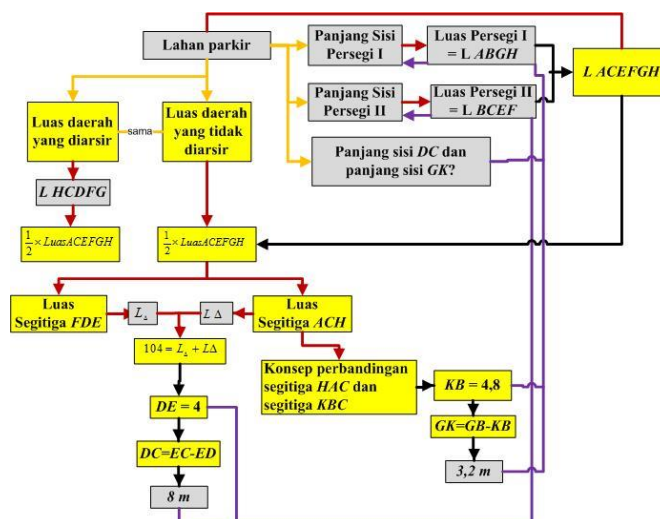 Lahan parkir
Panjang Sisi
Persegi I
Luas Persegi I
= L ABGH
L ACEFGH
Panjang Sisi
Persegi II
Luas Persegi II
= L BCEF
Luas daerah
yang diarsir
sama
Luas daerah
yang tidak
diarsir
Panjang sisi DC dan
panjang sisi GK?
L HCDFG
1/2 × LuasACEFGH
1/2 × LuasACEFGH
Luas
Segitiga FDE
L△
L Δ
Luas
Segitiga ACH
104 = L△ + LΔ
Konsep perbandingan
segitiga HAC dan
segitiga KBC
KB = 4,8
DE = 4
GK=GB-KB
DC=EC-ED
3,2 m
8 m